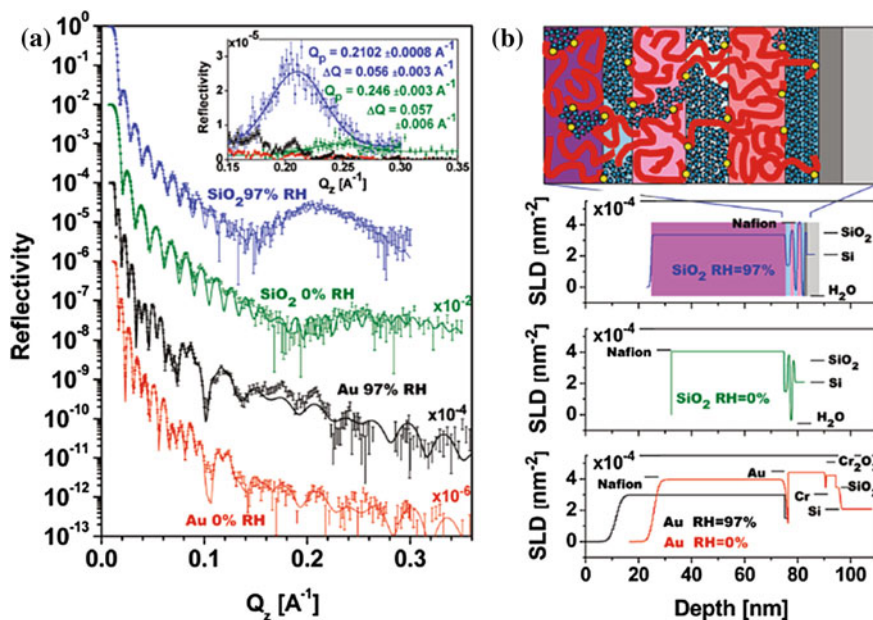 (a)
10^0
10^-1
10^-2
10^-3
10^-4
10^-5
10^-6
10^-7
10^-8
10^-9
10^-10
10^-11
10^-12
10^-13
Reflectivity
0.0
0.1
0.2
0.3
Q_z [A^-1]
SiO2 97% RH
SiO2 0% RH
x10^-2
Au 97% RH
x10^-4
Au 0% RH
x10^-6
x10^-5
3
2
1
0
Reflectivity
0.15
0.20
0.25
0.30
0.35
Q_z [A^-1]
Q_p = 0.2102 ±0.0008 A^-1
ΔQ = 0.056 ±0.003 A^-1
Q_p = 0.246 ±0.003 A^-1
ΔQ = 0.057
±0.006 A^-1
(b)
x10^-4
Nafion
4
2
0
SLD [nm^-2]
SiO2
Si
H2O
SiO2 RH=97%
x10^-4
Nafion
4
2
0
SLD [nm^-2]
SiO2
Si
H2O
SiO2 RH=0%
x10^-4
Nafion
Au
Cr2O3
SiO2
Cr
Si
4
2
0
SLD [nm^-2]
Au RH=97%
Au RH=0%
0
20
40
60
80
100
Depth [nm]